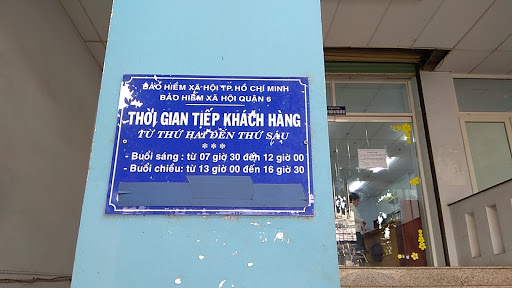 BẢO HIỂM XÃ HỘI TP. HỒ CHÍ MINH
BẢO HIỂM XÃ HỘI QUẬN 6
THỜI GIAN TIẾP KHÁCH HÀNG
TỪ THỨ HAI ĐẾN THỨ SÁU
***
- Buổi sáng : từ 07 giờ 30 đến 12 giờ 00
- Buổi chiều: từ 13 giờ 00 đến 16 giờ 30